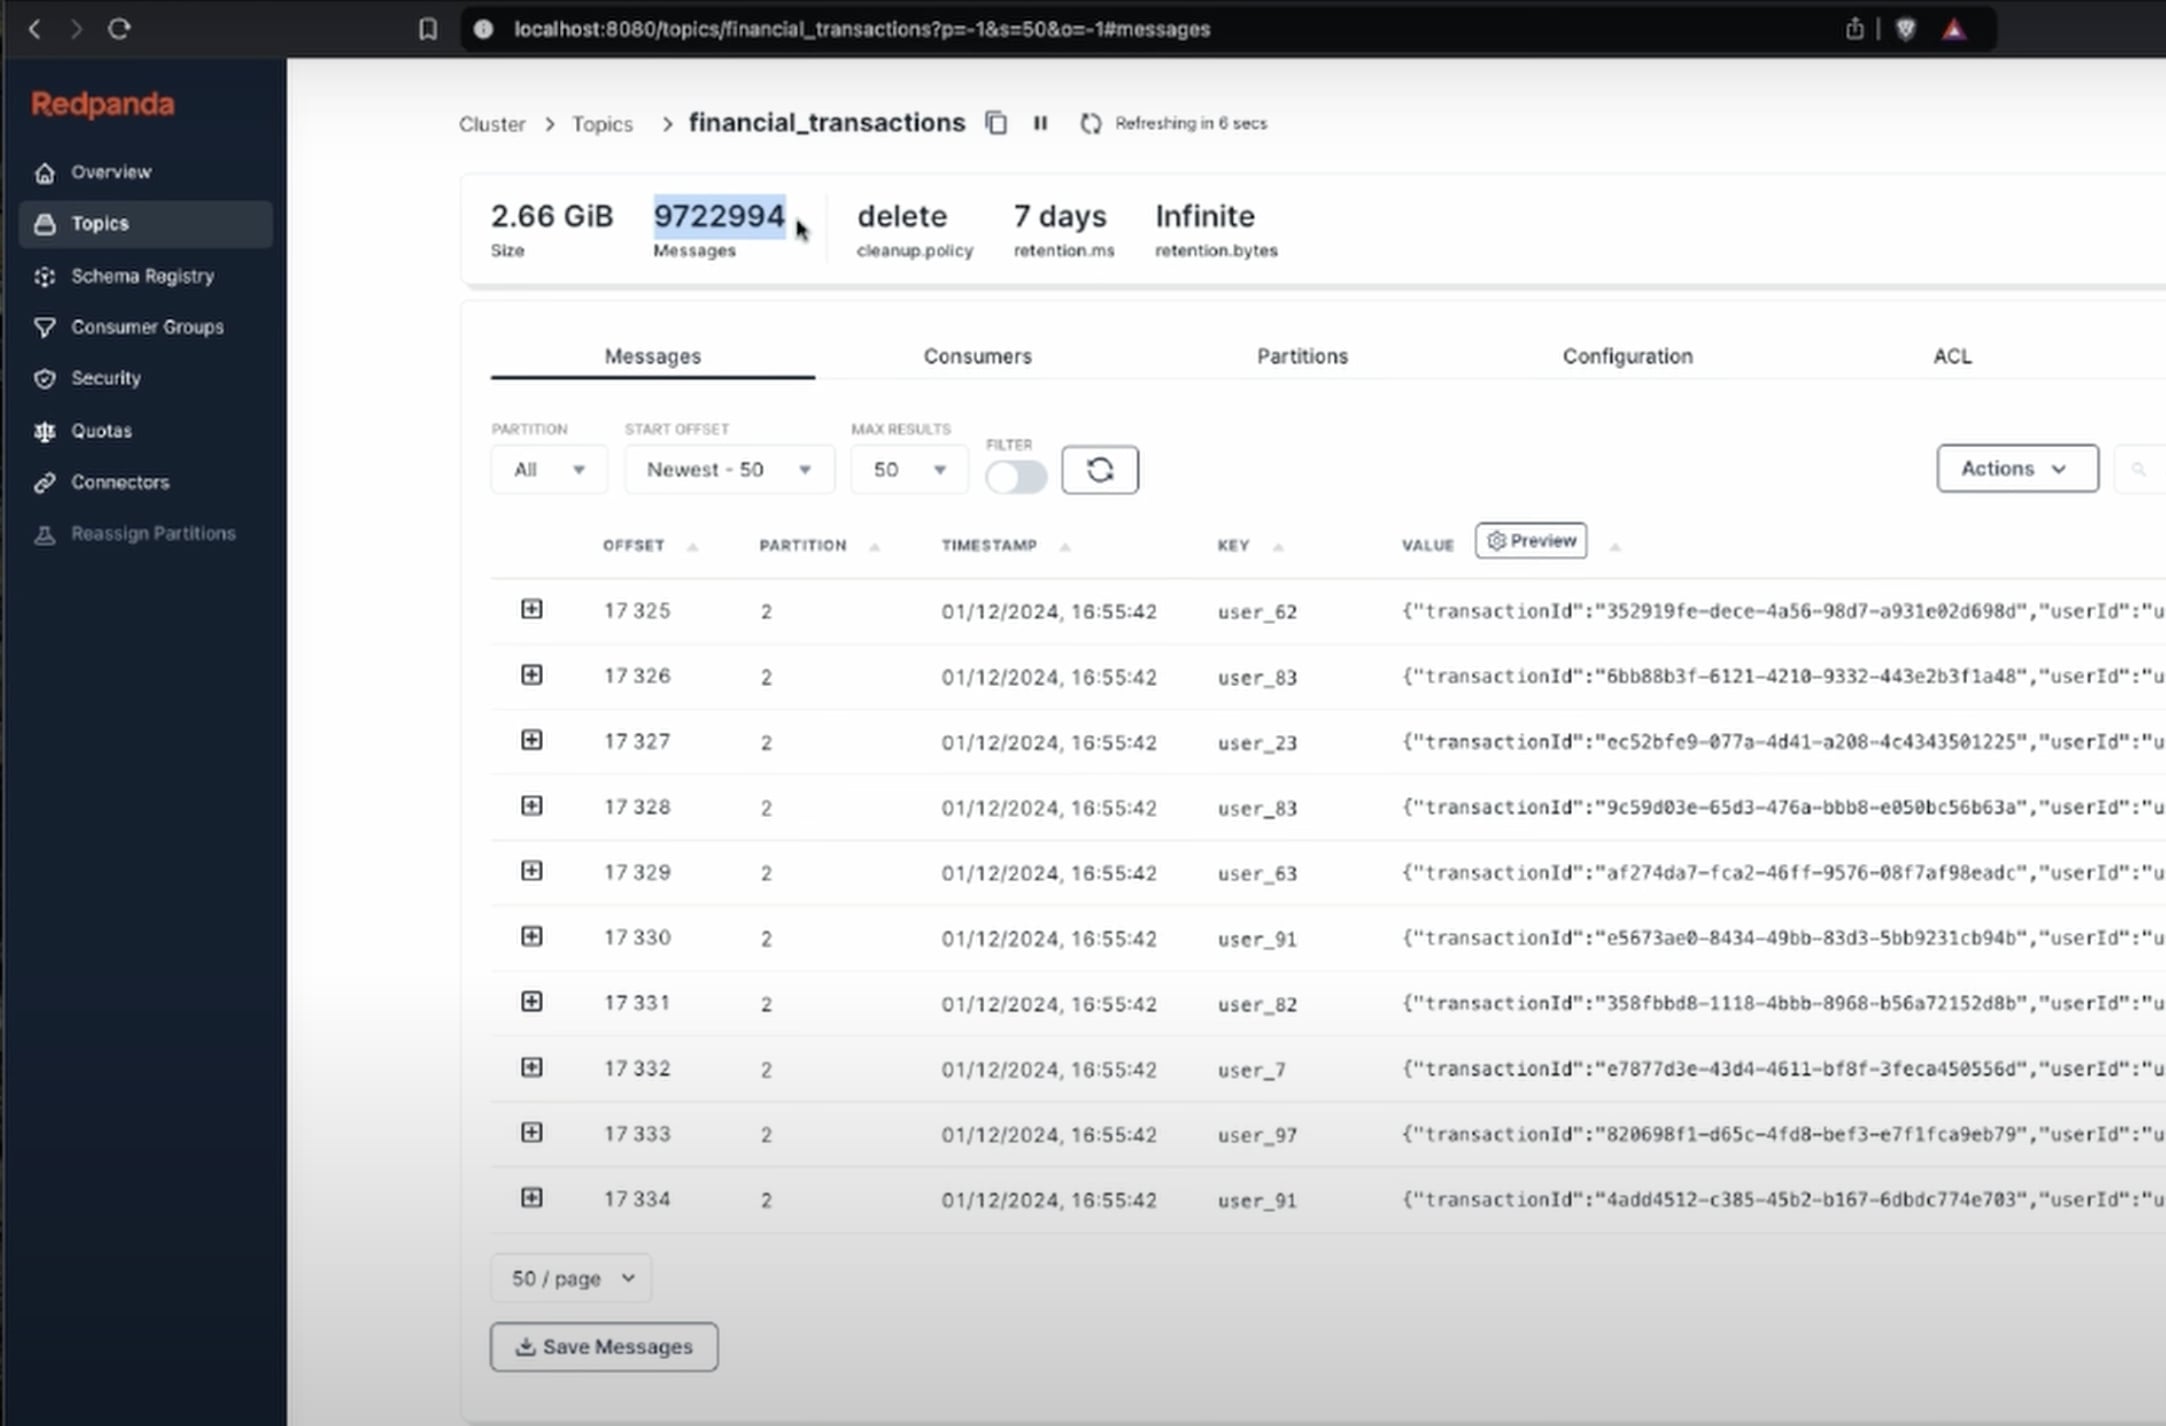 localhost:8080/topics/financial_transactions?p=-1&s=50&o=-1#messages
Redpanda
Overview
Topics
Schema Registry
Consumer Groups
Security
Quotas
Connectors
Reassign Partitions
Cluster > Topics > financial_transactions Refreshing in 6 secs
2.66 GiB 9722994 delete 7 days Infinite
Size Messages cleanup.policy retention.ms retention.bytes
Messages Consumers Partitions Configuration ACL
PARTITION START OFFSET MAX RESULTS FILTER
All Newest - 50 50 Actions
OFFSET PARTITION TIMESTAMP KEY VALUE Preview
17 325 2 01/12/2024, 16:55:42 user_62 {"transactionId":"352919fe-dece-4a56-98d7-a931e02d698d","userId":"u
17 326 2 01/12/2024, 16:55:42 user_83 {"transactionId":"6bb88b3f-6121-4210-9332-443e2b3f1a48","userId":"u
17 327 2 01/12/2024, 16:55:42 user_23 {"transactionId":"ec52bfe9-077a-4d41-a208-4c4343501225","userId":"u
17 328 2 01/12/2024, 16:55:42 user_83 {"transactionId":"9c59d03e-65d3-476a-bbb8-e050bc56b63a","userId":"u
17 329 2 01/12/2024, 16:55:42 user_63 {"transactionId":"af274da7-fca2-46ff-9576-08f7af98eadc","userId":"u
17 330 2 01/12/2024, 16:55:42 user_91 {"transactionId":"e5673ae0-8434-49bb-83d3-5bb9231cb94b","userId":"u
17 331 2 01/12/2024, 16:55:42 user_82 {"transactionId":"358fbbd8-1118-4bbb-8968-b56a72152d8b","userId":"u
17 332 2 01/12/2024, 16:55:42 user_7 {"transactionId":"e7877d3e-43d4-4611-bf8f-3feca450556d","userId":"u
17 333 2 01/12/2024, 16:55:42 user_97 {"transactionId":"820698f1-d65c-4fd8-bef3-e7f1fca9eb79","userId":"u
17 334 2 01/12/2024, 16:55:42 user_91 {"transactionId":"4add4512-c385-45b2-b167-6dbdc774e703","userId":"u
50 / page
Save Messages